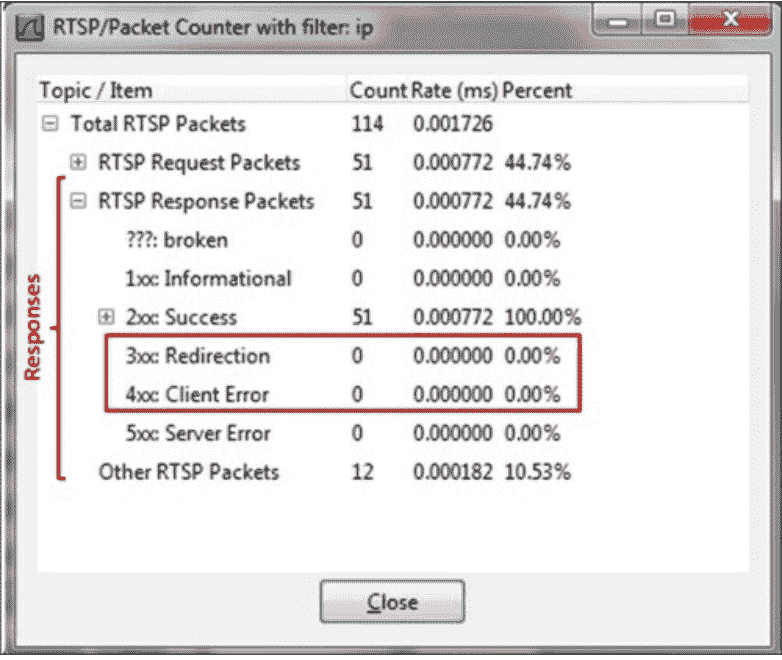 RTSP/Packet Counter with filter: ip
Topic / Item Count Rate (ms) Percent
Total RTSP Packets 114 0.001726
RTSP Request Packets 51 0.000772 44.74%
RTSP Response Packets 51 0.000772 44.74%
???: broken 0 0.000000 0.00%
1xx: Informational 0 0.000000 0.00%
2xx: Success 51 0.000772 100.00%
3xx: Redirection 0 0.000000 0.00%
4xx: Client Error 0 0.000000 0.00%
5xx: Server Error 0 0.000000 0.00%
Other RTSP Packets 12 0.000182 10.53%
Responses
Close